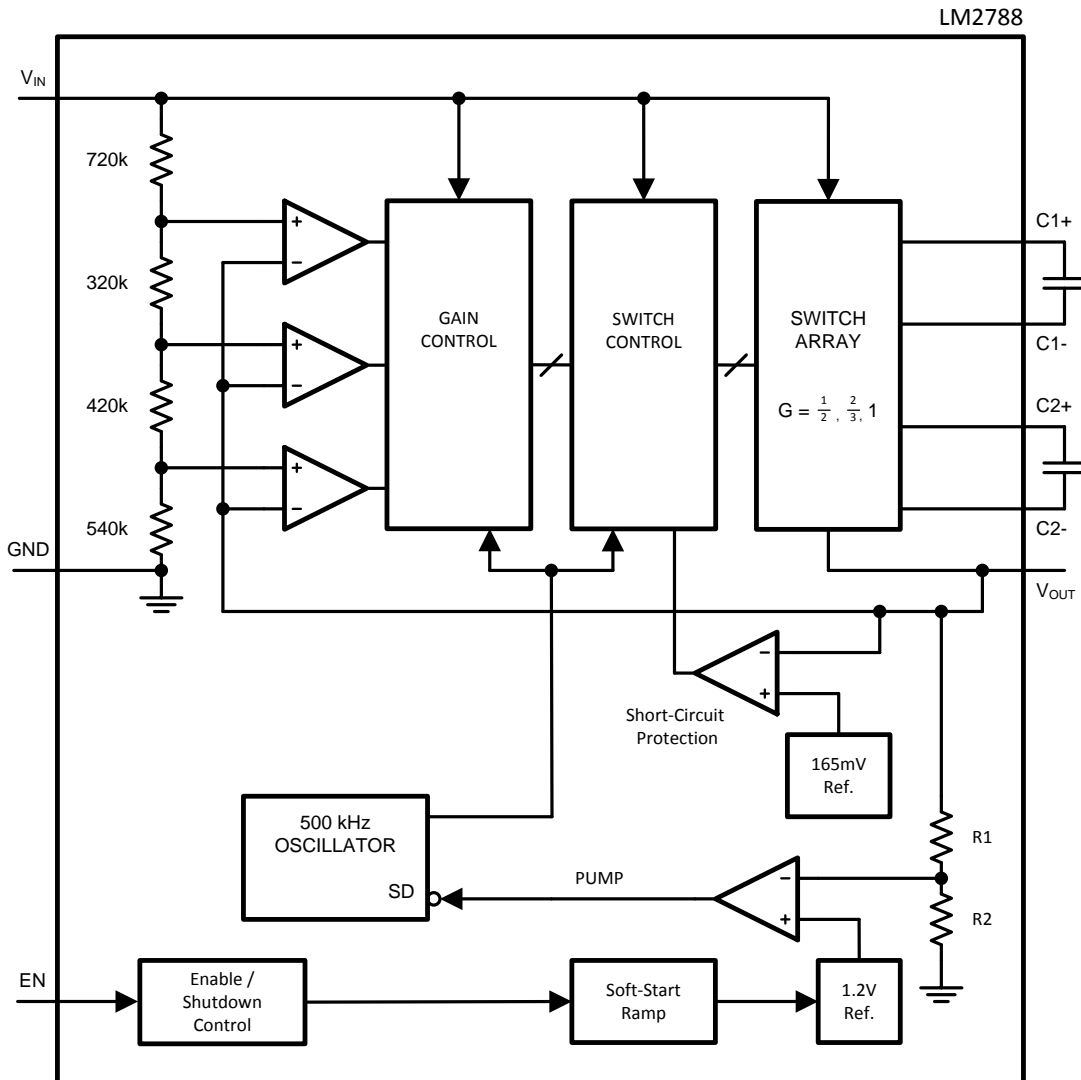 LM2788
V_IN
720k
320k
420k
540k
GND
+
−
+
−
+
−
GAIN
CONTROL
SWITCH
CONTROL
SWITCH
ARRAY
G = 1/2, 2/3, 1
C1+
C1-
C2+
C2-
V_OUT
−
+
Short-Circuit
Protection
165mV
Ref.
500 kHz
OSCILLATOR
SD
PUMP
−
+
R1
R2
EN
Enable /
Shutdown
Control
Soft-Start
Ramp
1.2V
Ref.